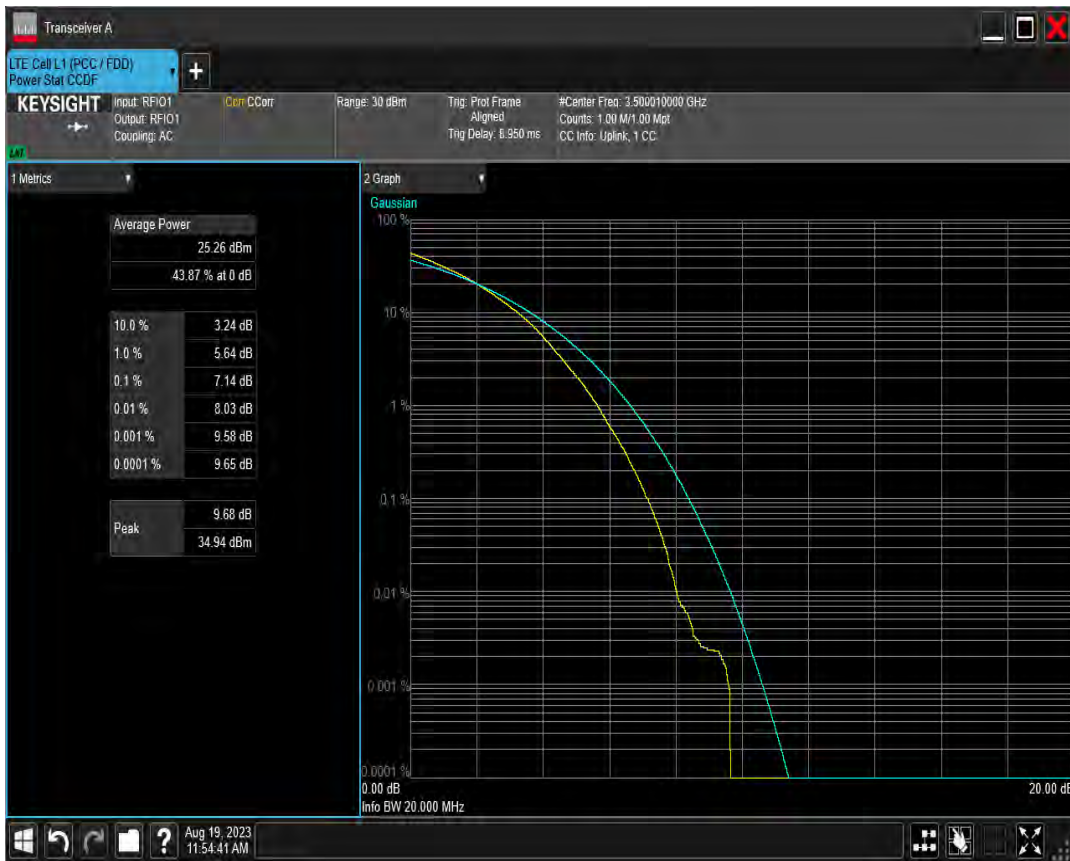 Transceiver A
LTE Cell L1 (PCC / FDD)
Power Stat CCDF
+
KEYSIGHT
Input: RFIO1
Output: RFIO1
Coupling: AC
Corr CCorr
Range: 30 dBm
Trig: Prot Frame
Aligned
Trig Delay: 8.950 ms
#Center Freq: 3.500010000 GHz
Counts: 1.00 M/1.00 Mpt
CC Info: Uplink, 1 CC
LXI
1 Metrics
Average Power
25.26 dBm
43.87 % at 0 dB
10.0 % 3.24 dB
1.0 % 5.64 dB
0.1 % 7.14 dB
0.01 % 8.03 dB
0.001 % 9.58 dB
0.0001 % 9.65 dB
Peak
9.68 dB
34.94 dBm
2 Graph
Gaussian
100 %
10 %
1 %
0.1 %
0.01 %
0.001 %
0.0001 %
0.00 dB
20.00 dB
Info BW 20.000 MHz
?
Aug 19, 2023
11:54:41 AM